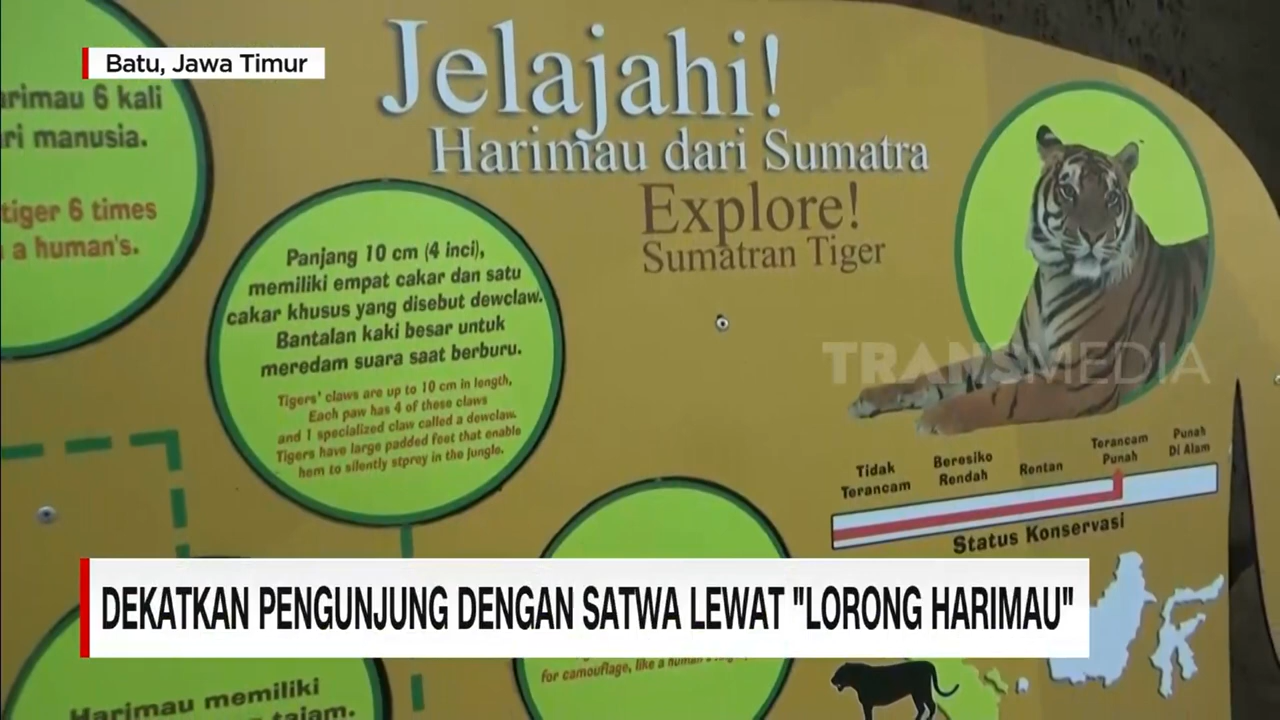 Batu, Jawa Timur
Jelajahi!
Harimau dari Sumatra
Explore!
Sumatran Tiger
harimau 6 kali
manusia.
tiger 6 times
a human's.
Panjang 10 cm (4 inci),
memiliki empat cakar dan satu
cakar khusus yang disebut dewclaw.
Bantalan kaki besar untuk
meredam suara saat berburu.
Tigers' claws are up to 10 cm in length,
Each paw has 4 of these claws
and 1 specialized claw called a dewclaw.
Tigers have large padded feet that enable
hem to silently stprey in the jungle.
TRANSMEDIA
Tidak
Terancam
Beresiko
Rendah
Rentan
Terancam
Punah
Punah
Di Alam
Status Konservasi
DEKATKAN PENGUNJUNG DENGAN SATWA LEWAT "LORONG HARIMAU"
for camouflage, like a human's
Harimau memiliki
tajam.